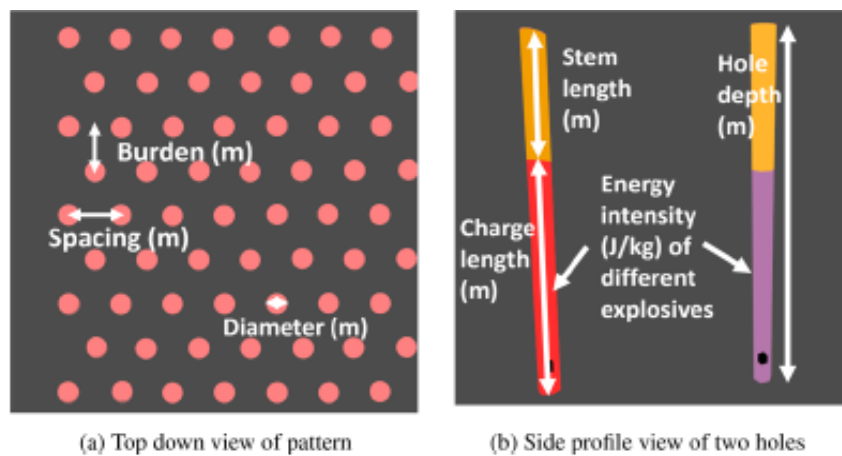 Burden (m)
Spacing (m)
Diameter (m)
(a) Top down view of pattern
Stem
length
(m)
Hole
depth
(m)
Charge
length
(m)
Energy
intensity
(J/kg) of
different
explosives
(b) Side profile view of two holes